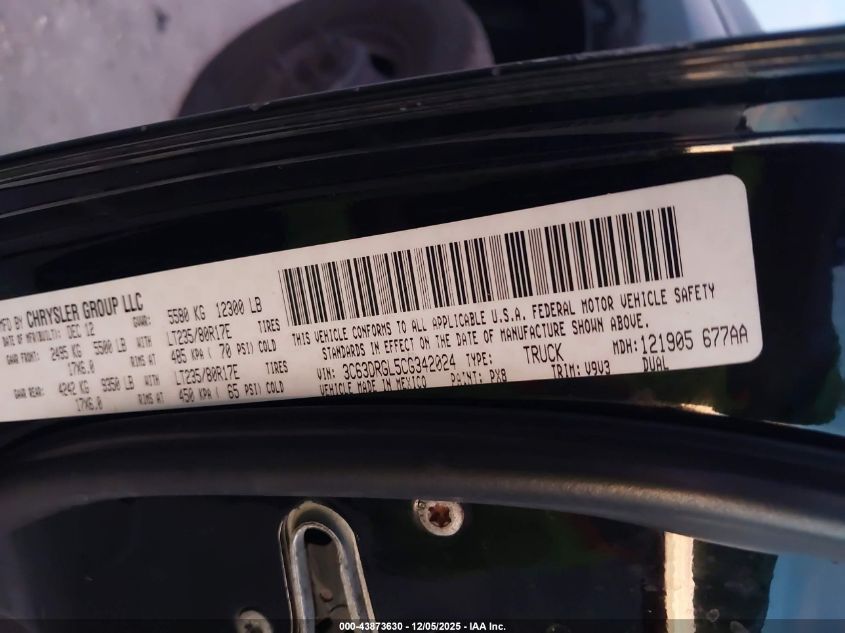 MFD BY CHRYSLER GROUP LLC
DATE OF MFR/BUILT: DEC 12 GVWR: 5580 KG 12300 LB
GAWR FRONT: 2495 KG 5500 LB LT235/80R17E TIRES
17X6.0 RIMS AT 485 KPA ( 70 PSI) COLD
GAWR REAR: 4242 KG 9350 LB LT235/80R17E TIRES
17X6.0 RIMS AT 450 KPA ( 65 PSI) COLD
THIS VEHICLE CONFORMS TO ALL APPLICABLE U.S.A. FEDERAL MOTOR VEHICLE SAFETY
STANDARDS IN EFFECT ON THE DATE OF MANUFACTURE SHOWN ABOVE.
MDH:121905 677AA
VIN: 3C63DRGL5CG342024 TYPE: TRUCK DUAL
VEHICLE MADE IN MEXICO PAINT: PX8 TRIM: V9V3
000-43873630 - 12/05/2025 - IAA Inc.